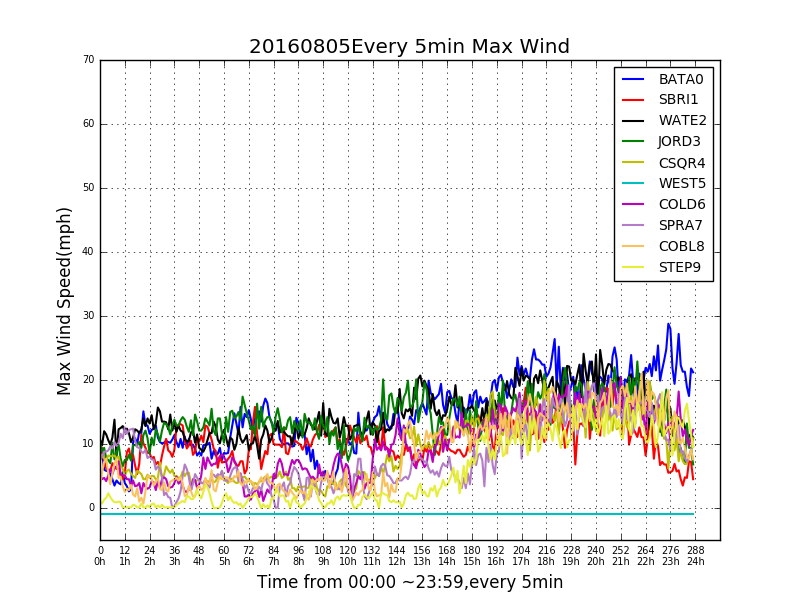 20160805Every 5min Max Wind
70
60
50
40
30
20
10
0
Max Wind Speed(mph)
BATA0
SBRI1
WATE2
JORD3
CSQR4
WEST5
COLD6
SPRA7
COBL8
STEP9
0 12 24 36 48 60 72 84 96 108 120 132 144 156 168 180 192 204 216 228 240 252 264 276 288
0h 1h 2h 3h 4h 5h 6h 7h 8h 9h 10h 11h 12h 13h 14h 15h 16h 17h 18h 19h 20h 21h 22h 23h 24h
Time from 00:00 ~23:59,every 5min